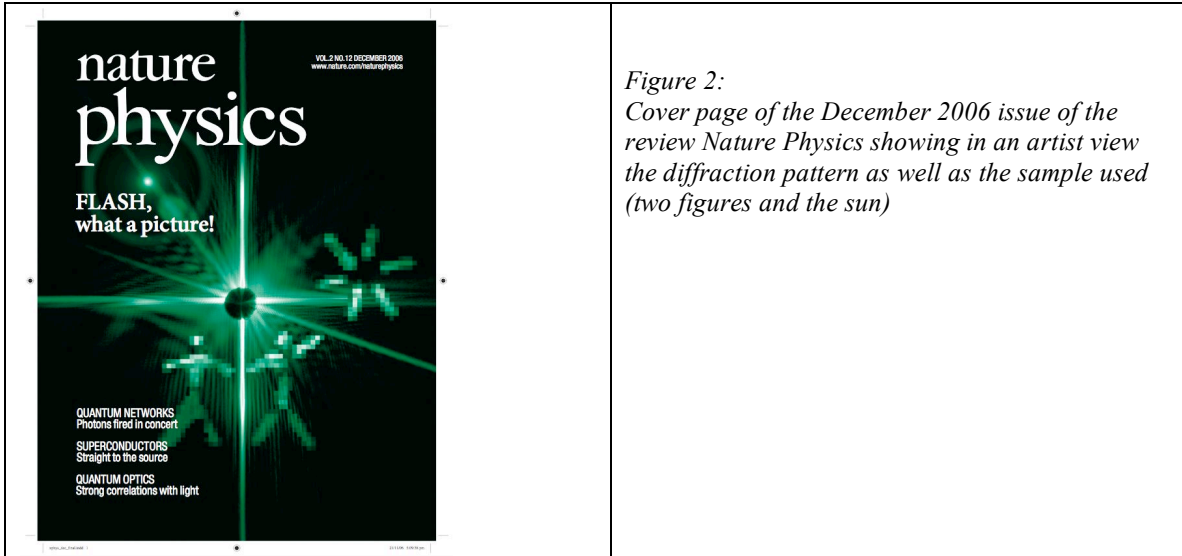 nature
physics
VOL.2 NO.12 DECEMBER 2006
www.nature.com/naturephysics
FLASH,
what a picture!
QUANTUM NETWORKS
Photons fired in concert
SUPERCONDUCTORS
Straight to the source
QUANTUM OPTICS
Strong correlations with light
Figure 2:
Cover page of the December 2006 issue of the
review Nature Physics showing in an artist view
the diffraction pattern as well as the sample used
(two figures and the sun)